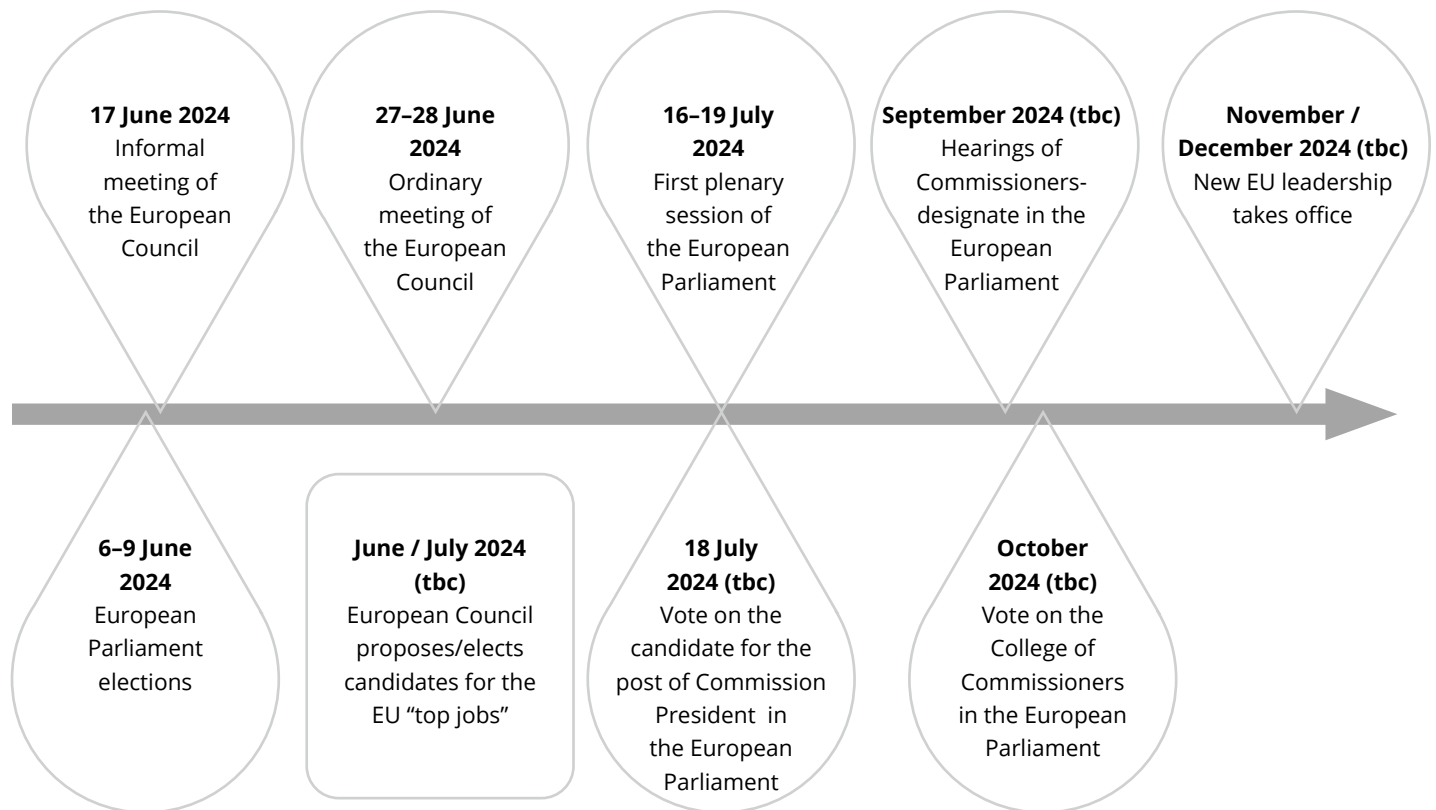 17 June 2024
Informal
meeting of
the European
Council
27–28 June
2024
Ordinary
meeting of
the European
Council
16–19 July
2024
First plenary
session of
the European
Parliament
September 2024 (tbc)
Hearings of
Commissioners-
designate in the
European
Parliament
November /
December 2024 (tbc)
New EU leadership
takes office
6–9 June
2024
European
Parliament
elections
June / July 2024
(tbc)
European Council
proposes/elects
candidates for the
EU “top jobs”
18 July
2024 (tbc)
Vote on the
candidate for the
post of Commission
President in
the European
Parliament
October
2024 (tbc)
Vote on the
College of
Commissioners
in the European
Parliament